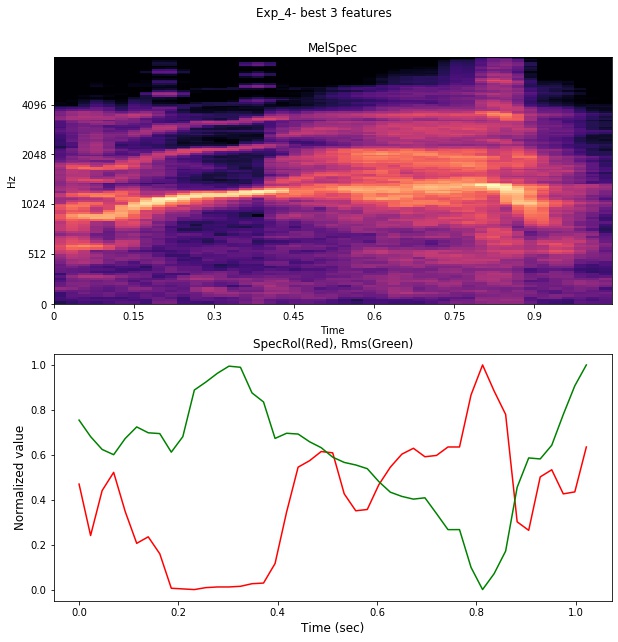 Exp_4- best 3 features
MelSpec
4096
2048
1024
512
0
Hz
0 0.15 0.3 0.45 0.6 0.75 0.9
Time
SpecRol(Red), Rms(Green)
1.0
0.8
0.6
0.4
0.2
0.0
Normalized value
0.0 0.2 0.4 0.6 0.8 1.0
Time (sec)